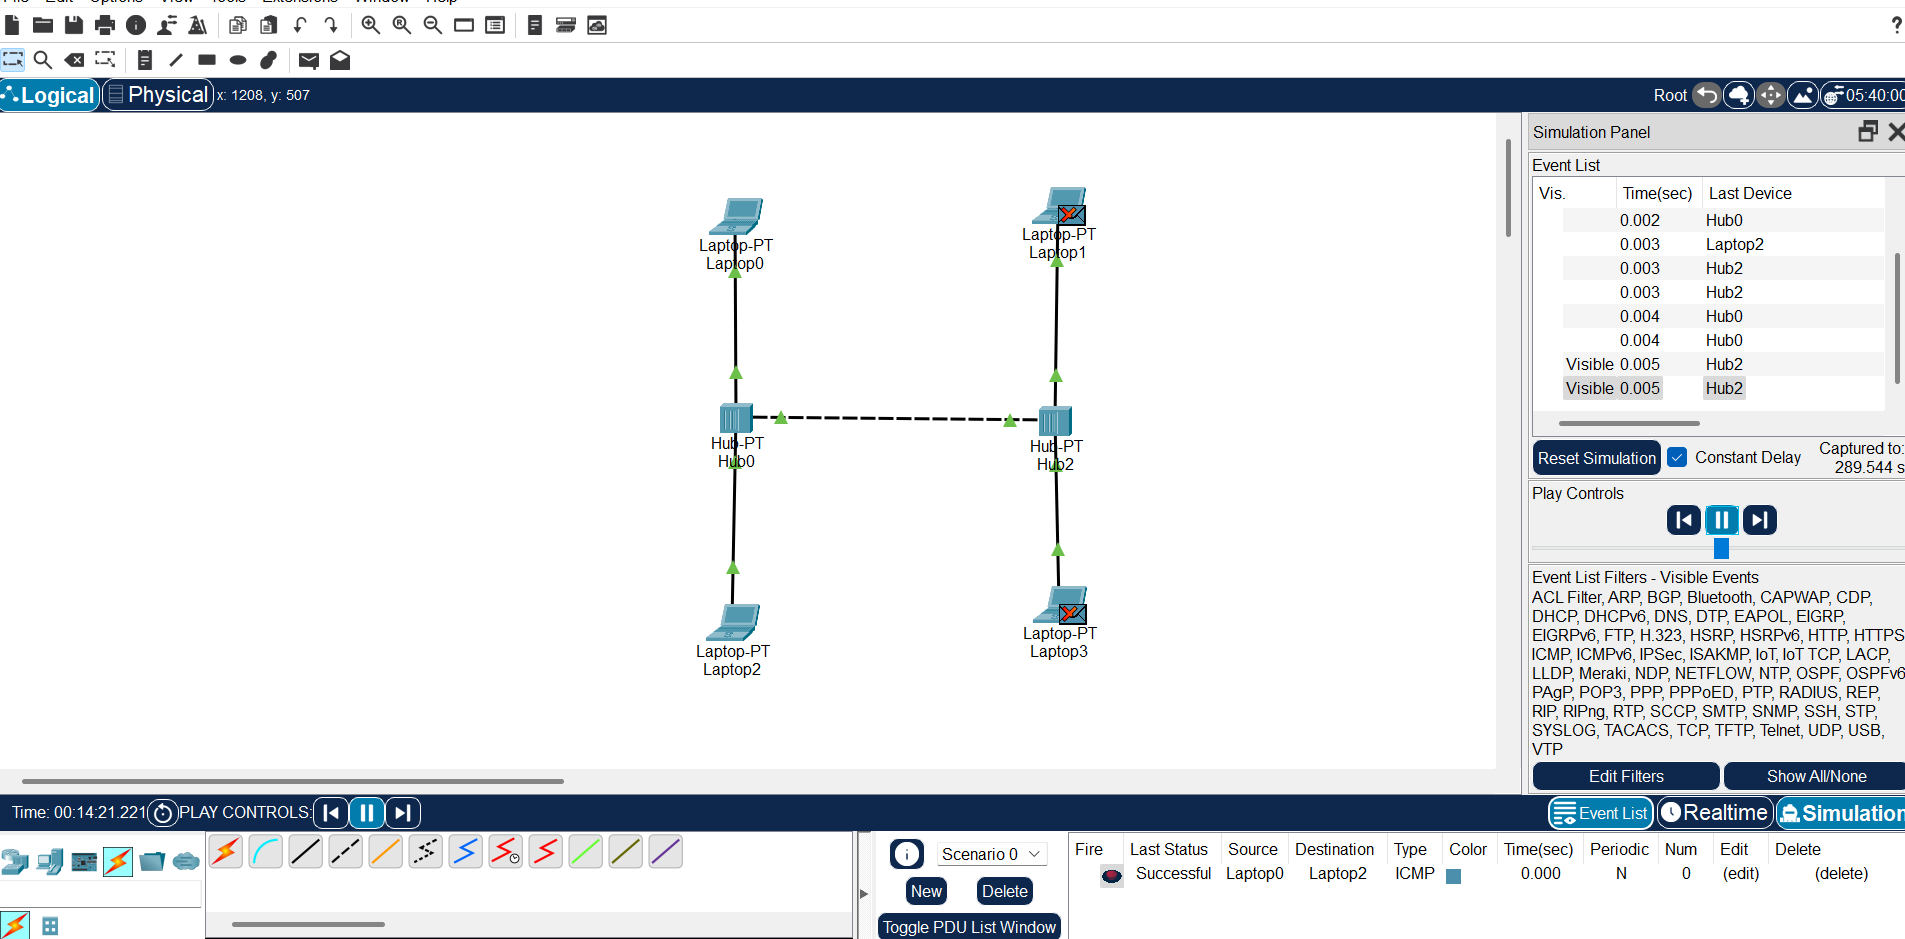 File Edit Options View Tools Extensions Window Help
?
Logical
Physical
x: 1208, y: 507
Root
05:40:00
Simulation Panel
Event List
Vis. Time(sec) Last Device
0.002 Hub0
0.003 Laptop2
0.003 Hub2
0.003 Hub2
0.004 Hub0
0.004 Hub0
Visible 0.005 Hub2
Visible 0.005 Hub2
Reset Simulation
Constant Delay
Captured to:
289.544 s
Play Controls
Event List Filters - Visible Events
ACL Filter, ARP, BGP, Bluetooth, CAPWAP, CDP,
DHCP, DHCPv6, DNS, DTP, EAPOL, EIGRP,
EIGRPv6, FTP, H.323, HSRP, HSRPv6, HTTP, HTTPS
ICMP, ICMPv6, IPSec, ISAKMP, IoT, IoT TCP, LACP,
LLDP, Meraki, NDP, NETFLOW, NTP, OSPF, OSPFv6
PAgP, POP3, PPP, PPPoED, PTP, RADIUS, REP,
RIP, RIPng, RTP, SCCP, SMTP, SNMP, SSH, STP,
SYSLOG, TACACS, TCP, TFTP, Telnet, UDP, USB,
VTP
Edit Filters
Show All/None
Laptop-PT
Laptop0
Laptop-PT
Laptop1
Hub-PT
Hub0
Hub-PT
Hub2
Laptop-PT
Laptop2
Laptop-PT
Laptop3
Time: 00:14:21.221
PLAY CONTROLS:
Event List
Realtime
Simulation
Scenario 0
New
Delete
Toggle PDU List Window
Fire Last Status Source Destination Type Color Time(sec) Periodic Num Edit Delete
Successful Laptop0 Laptop2 ICMP 0.000 N 0 (edit) (delete)